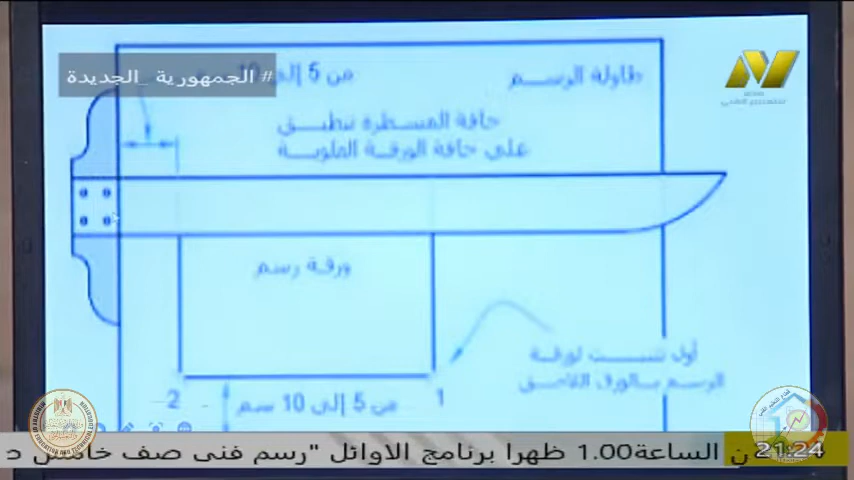 # الجمهورية _الجديدة
من 5 إلى 10
طاولة الرسم
حافة المسطرة تنطبق
على حافة الورقة العلوية
ورقة رسم
أول تثبيت لورقة
الرسم بالورق اللاصق
2
من 5 إلى 10 سم
1
الساعة1.00 ظهرا برنامج الاوائل "رسم فنى صف خامس
21:24